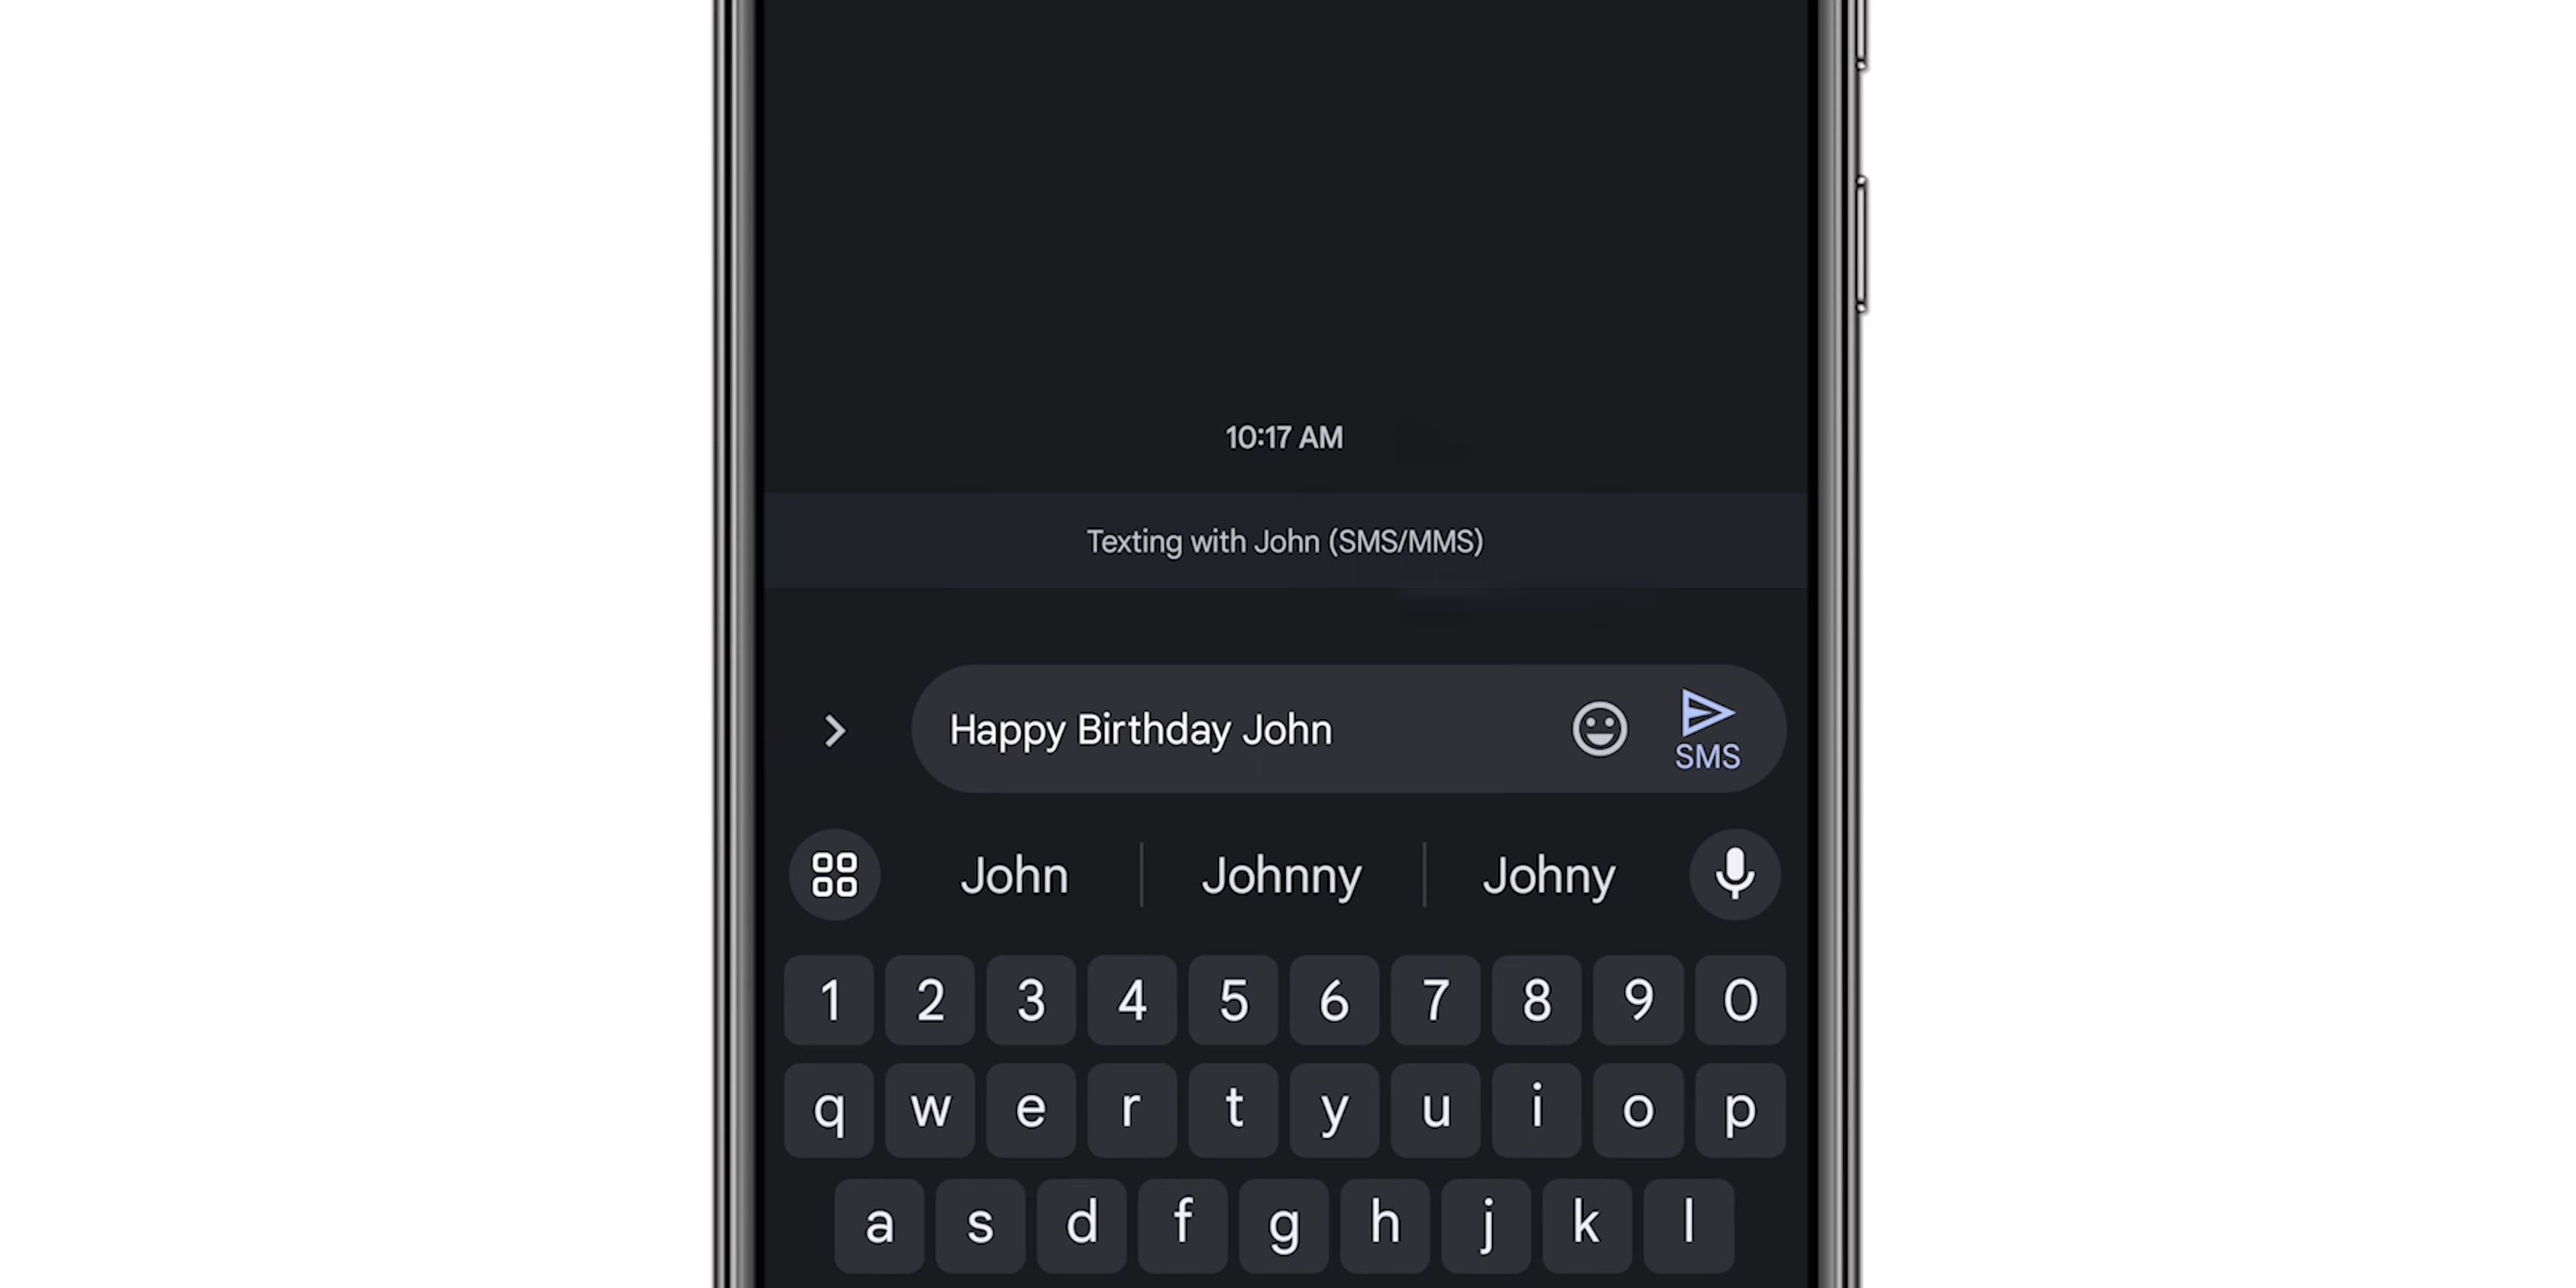 10:17 AM
Texting with John (SMS/MMS)
Happy Birthday John
SMS
John Johnny Johny
1 2 3 4 5 6 7 8 9 0
q w e r t y u i o p
a s d f g h j k l